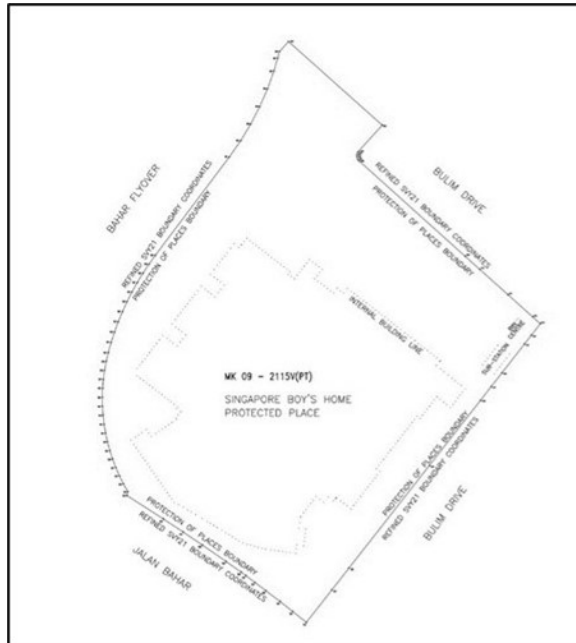 BULIM DRIVE
REFINED SVY21 BOUNDARY COORDINATES
PROTECTION OF PLACES BOUNDARY
BAHAR FLYOVER
REFINED SVY21 BOUNDARY COORDINATES
PROTECTION OF PLACES BOUNDARY
INTERNAL BUILDING LINE
SUB-STATION CENTRE
MK 09 - 2115V(PT)
SINGAPORE BOY'S HOME
PROTECTED PLACE
PROTECTION OF PLACES BOUNDARY
REFINED SVY21 BOUNDARY COORDINATES
BULIM DRIVE
PROTECTION OF PLACES BOUNDARY
REFINED SVY21 BOUNDARY COORDINATES
JALAN BAHAR